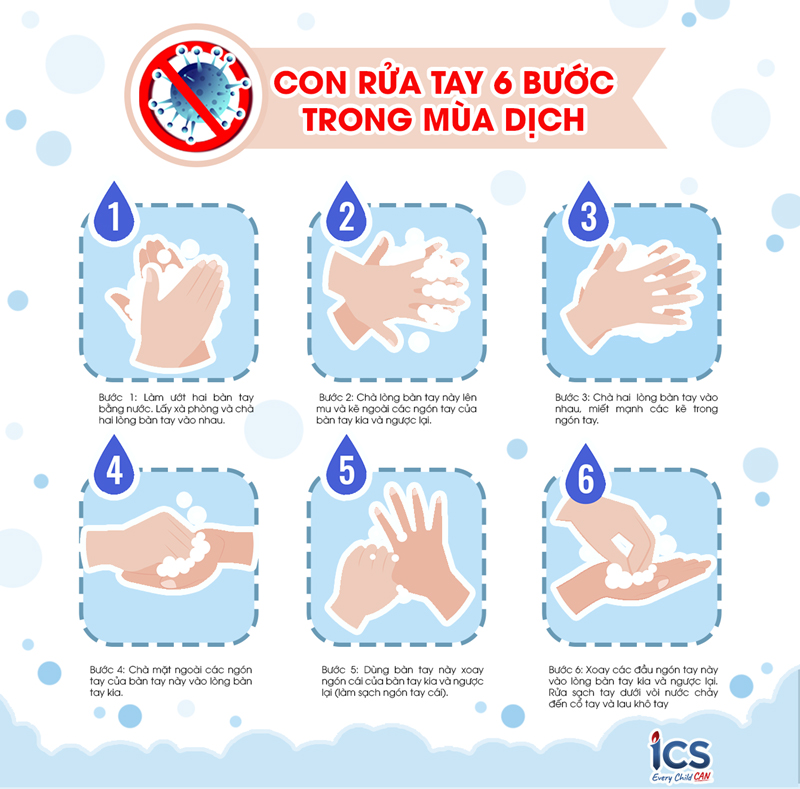 CON RỬA TAY 6 BƯỚC
TRONG MÙA DỊCH
1
2
3
Bước 1: Làm ướt hai bàn tay
bằng nước. Lấy xà phòng và chà
hai lòng bàn tay vào nhau.
Bước 2: Chà lòng bàn tay này lên
mu và kẽ ngoài các ngón tay của
bàn tay kia và ngược lại.
Bước 3: Chà hai lòng bàn tay vào
nhau, miết mạnh các kẽ trong
ngón tay.
4
5
6
Bước 4: Chà mặt ngoài các ngón
tay của bàn tay này vào lòng bàn
tay kia.
Bước 5: Dùng bàn tay này xoay
ngón cái của bàn tay kia và ngược
lại (làm sạch ngón tay cái).
Bước 6: Xoay các đầu ngón tay này
vào lòng bàn tay kia và ngược lại.
Rửa sạch tay dưới vòi nước chảy
đến cổ tay và lau khô tay
iCS
Every Child CAN